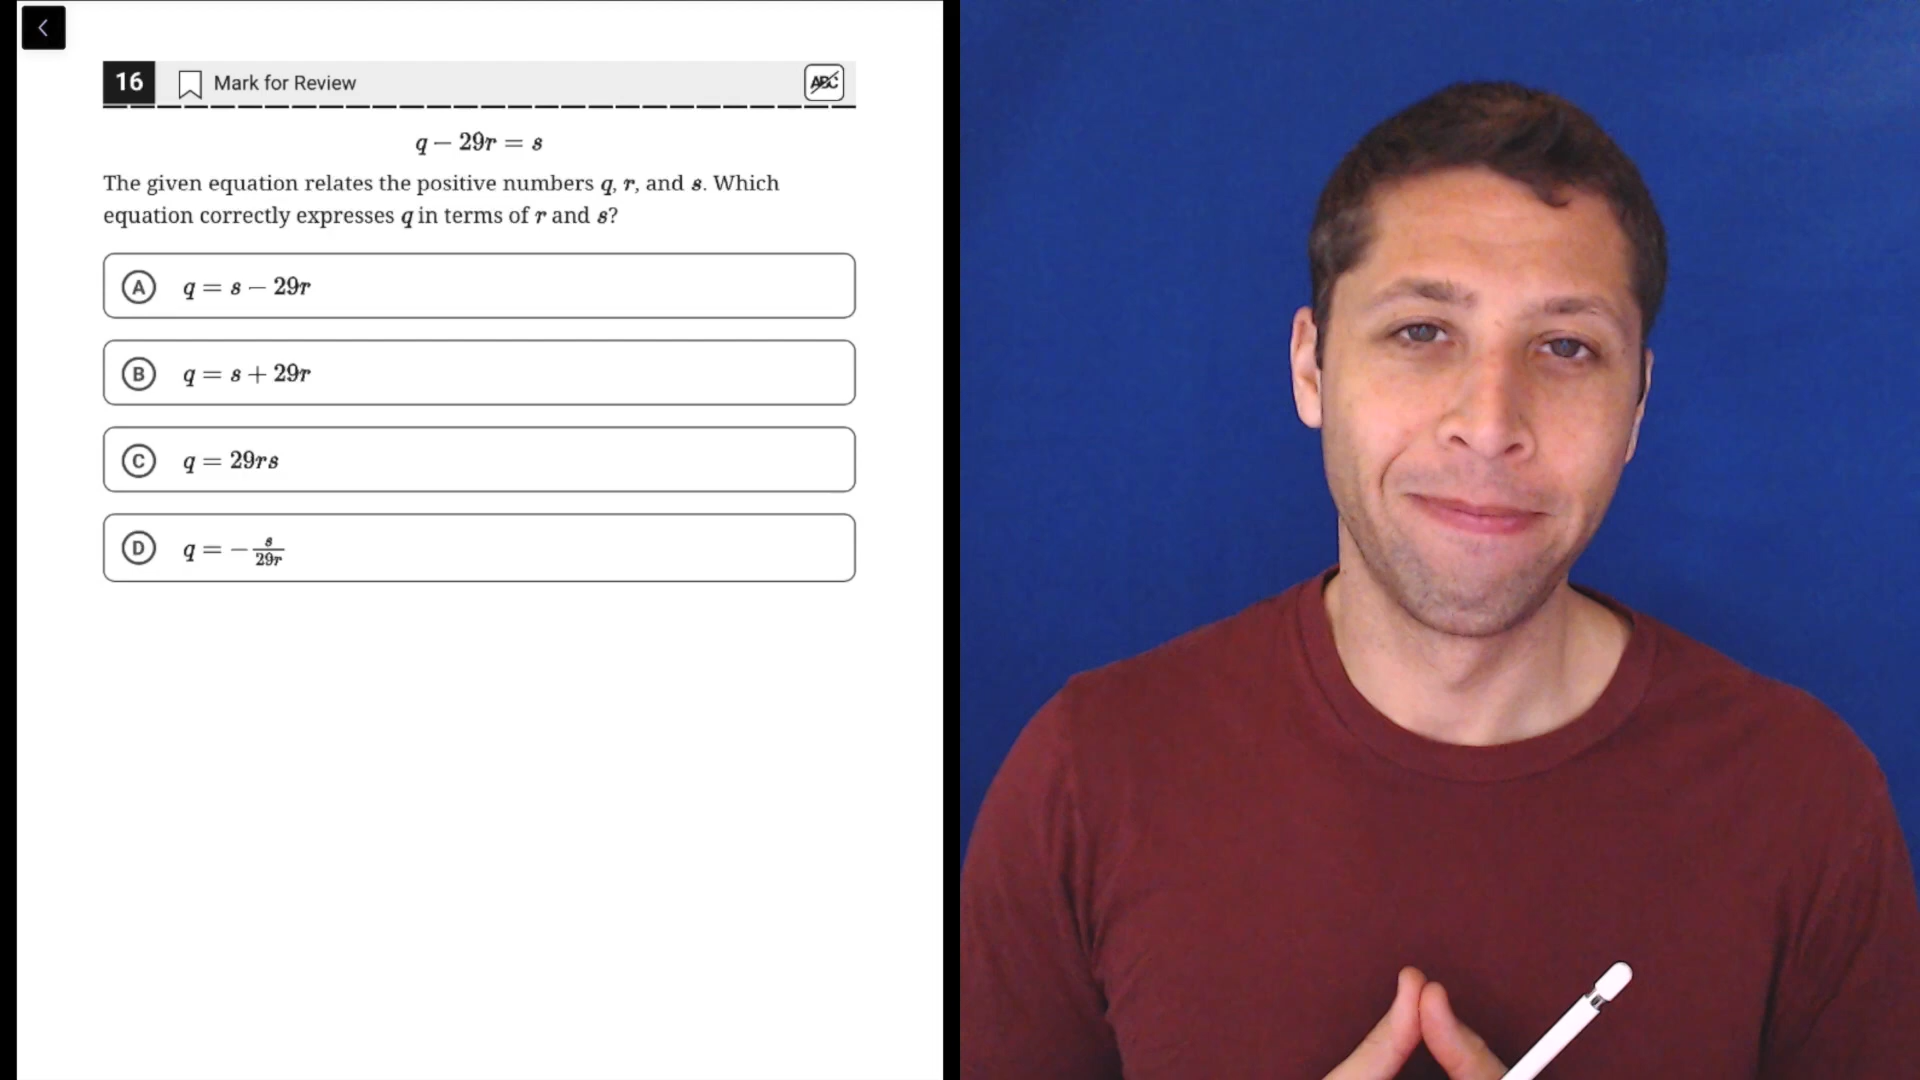 16 Mark for Review ABC
q − 29r = s
The given equation relates the positive numbers q, r, and s. Which
equation correctly expresses q in terms of r and s?
A q = s − 29r
B q = s + 29r
C q = 29rs
D q = −s/29r